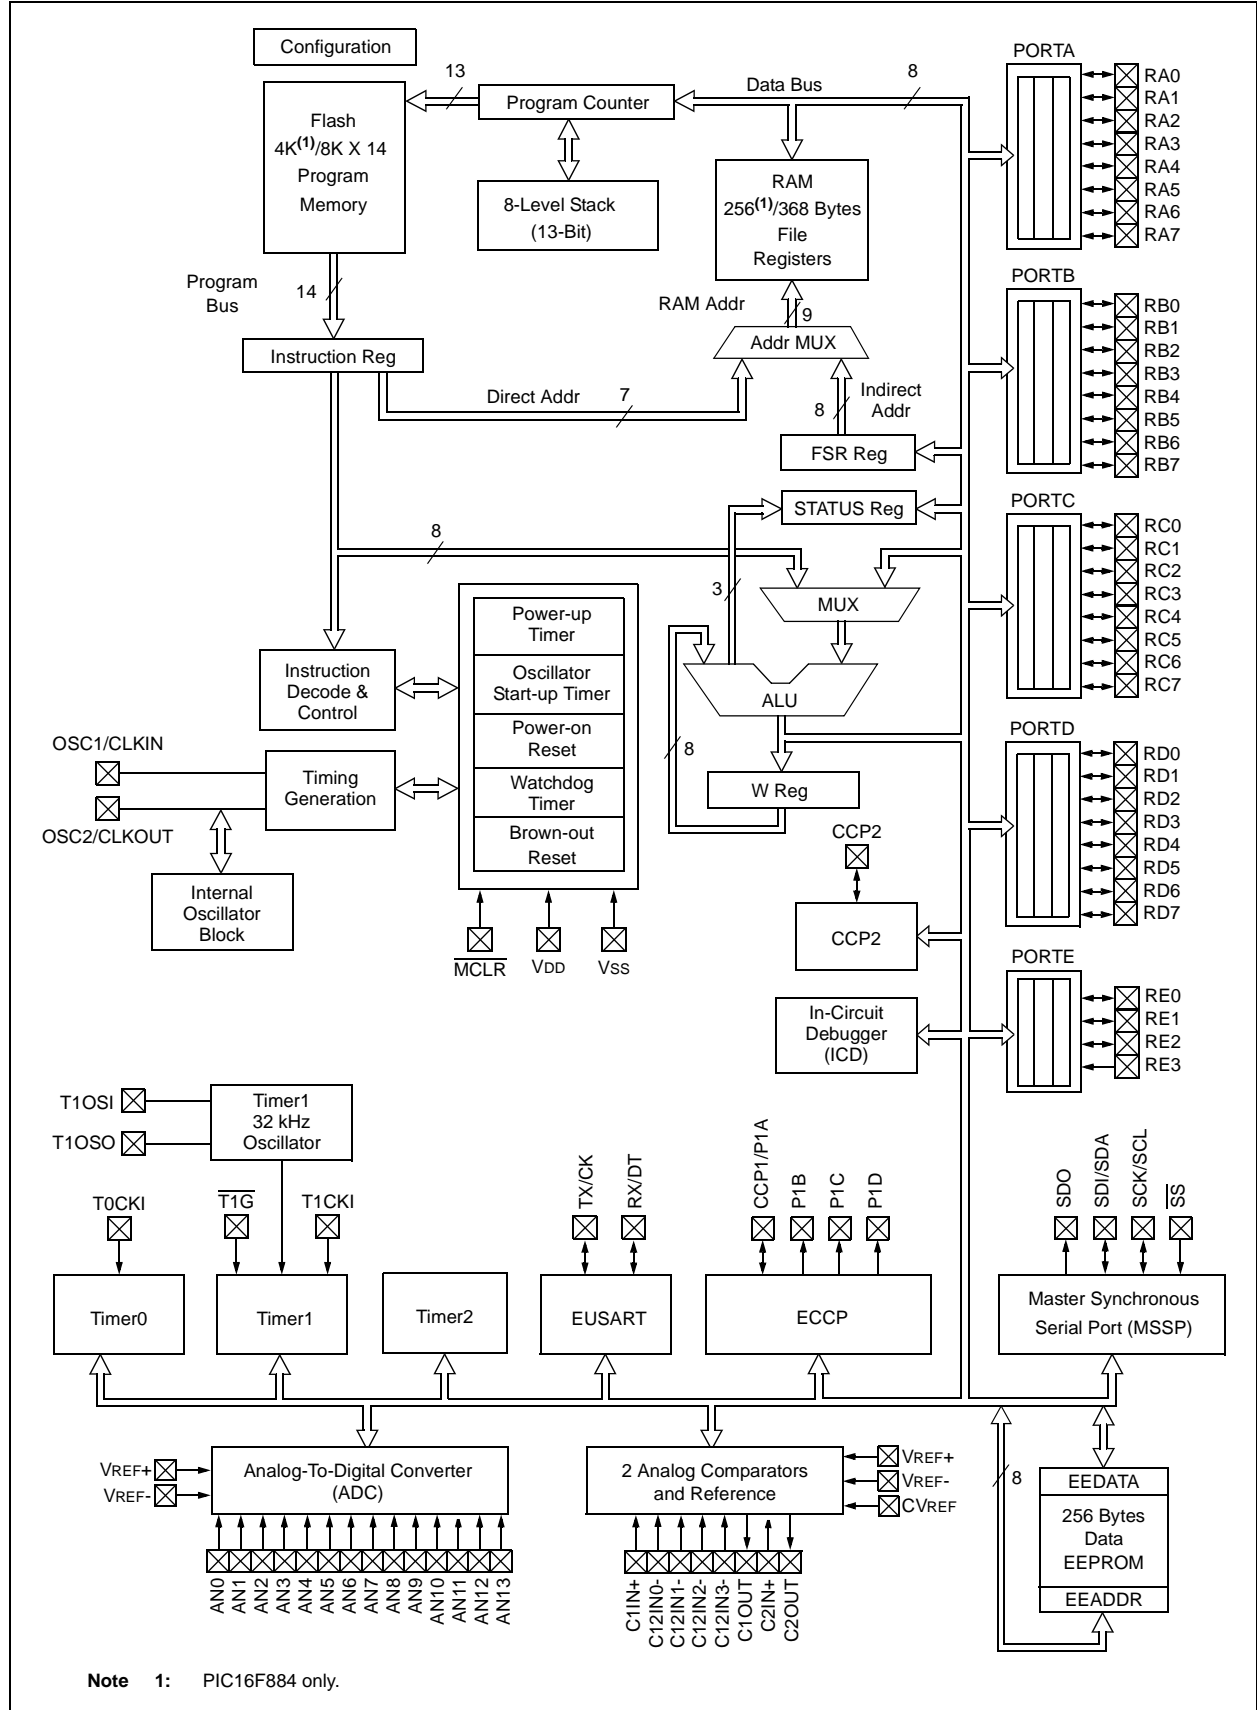 Configuration
PORTA
13
Data Bus
8
Flash
4K(1)/8K X 14
Program
Memory
Program Counter
8-Level Stack
(13-Bit)
RAM
256(1)/368 Bytes
File
Registers
RA0
RA1
RA2
RA3
RA4
RA5
RA6
RA7
Program
Bus
14
RAM Addr
9
PORTB
RB0
RB1
RB2
RB3
RB4
RB5
RB6
RB7
Instruction Reg
Addr MUX
Direct Addr
7
8
Indirect
Addr
FSR Reg
STATUS Reg
PORTC
RC0
RC1
RC2
RC3
RC4
RC5
RC6
RC7
8
3
MUX
Power-up
Timer
Oscillator
Start-up Timer
Power-on
Reset
Watchdog
Timer
Brown-out
Reset
Instruction
Decode &
Control
ALU
8
W Reg
PORTD
RD0
RD1
RD2
RD3
RD4
RD5
RD6
RD7
OSC1/CLKIN
OSC2/CLKOUT
Timing
Generation
Internal
Oscillator
Block
MCLR
VDD
VSS
CCP2
CCP2
PORTE
RE0
RE1
RE2
RE3
In-Circuit
Debugger
(ICD)
T1OSI
T1OSO
Timer1
32 kHz
Oscillator
T0CKI
T1G
T1CKI
TX/CK
RX/DT
CCP1/P1A
P1B
P1C
P1D
SDO
SDI/SDA
SCK/SCL
SS
Timer0
Timer1
Timer2
EUSART
ECCP
Master Synchronous
Serial Port (MSSP)
VREF+
VREF-
Analog-To-Digital Converter
(ADC)
2 Analog Comparators
and Reference
VREF+
VREF-
CVREF
8
EEDATA
256 Bytes
Data
EEPROM
EEADDR
AN0
AN1
AN2
AN3
AN4
AN5
AN6
AN7
AN8
AN9
AN10
AN11
AN12
AN13
C1IN+
C12IN0-
C12IN1-
C12IN2-
C12IN3-
C1OUT
C2IN+
C2OUT
Note 1: PIC16F884 only.